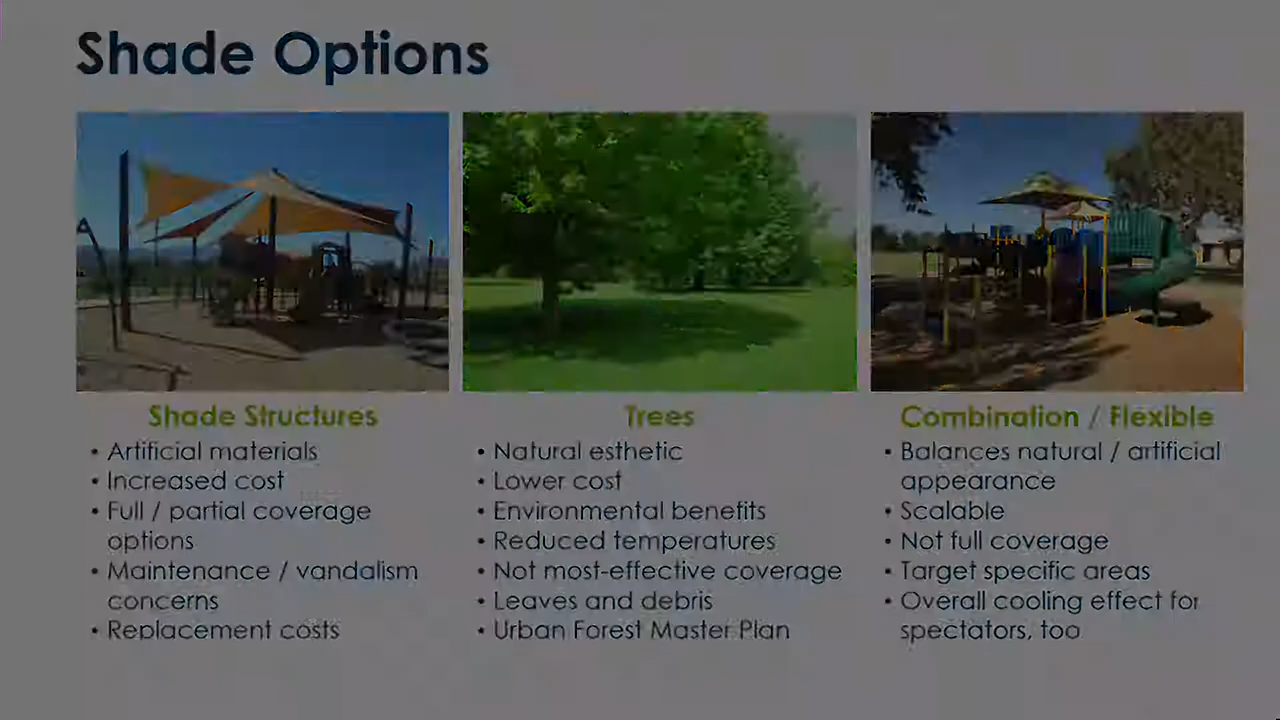 Shade Options
Shade Structures
• Artificial materials
• Increased cost
• Full / partial coverage
options
• Maintenance / vandalism
concerns
• Replacement costs
Trees
• Natural esthetic
• Lower cost
• Environmental benefits
• Reduced temperatures
• Not most-effective coverage
• Leaves and debris
• Urban Forest Master Plan
Combination / Flexible
• Balances natural / artificial
appearance
• Scalable
• Not full coverage
• Target specific areas
• Overall cooling effect for
spectators, too